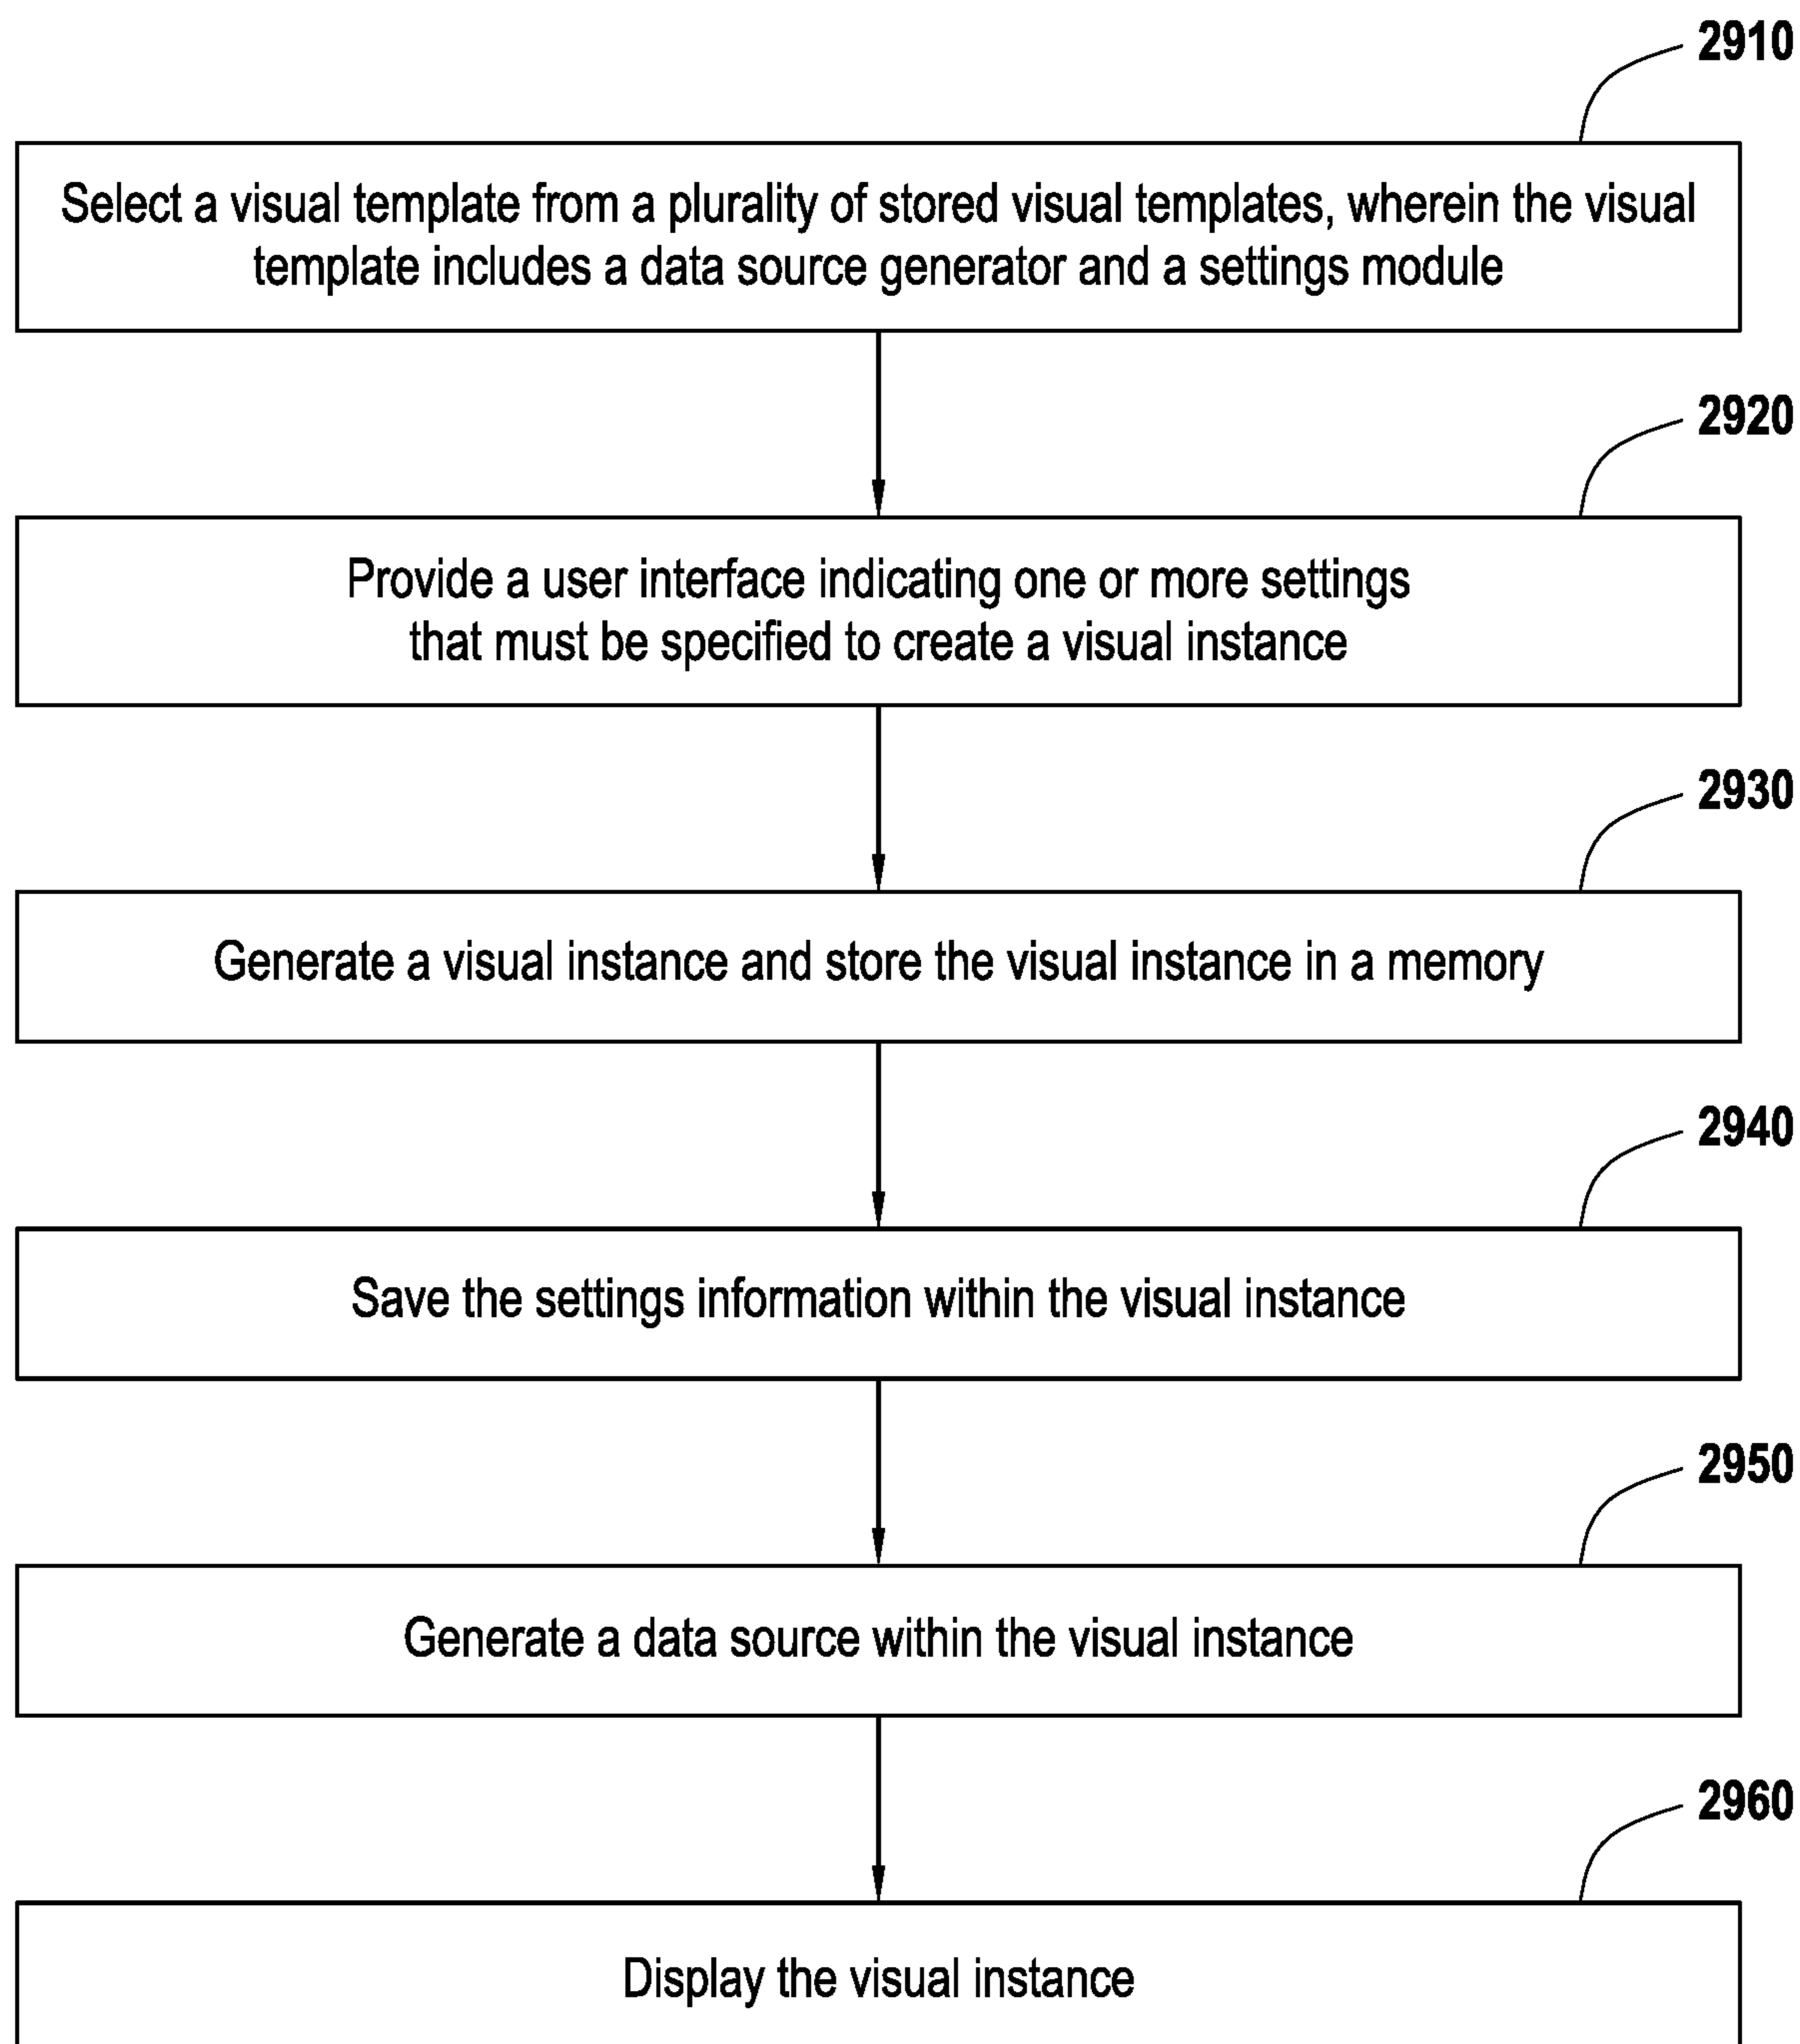 2910
Select a visual template from a plurality of stored visual templates, wherein the visual
template includes a data source generator and a settings module
2920
Provide a user interface indicating one or more settings
that must be specified to create a visual instance
2930
Generate a visual instance and store the visual instance in a memory
2940
Save the settings information within the visual instance
2950
Generate a data source within the visual instance
2960
Display the visual instance